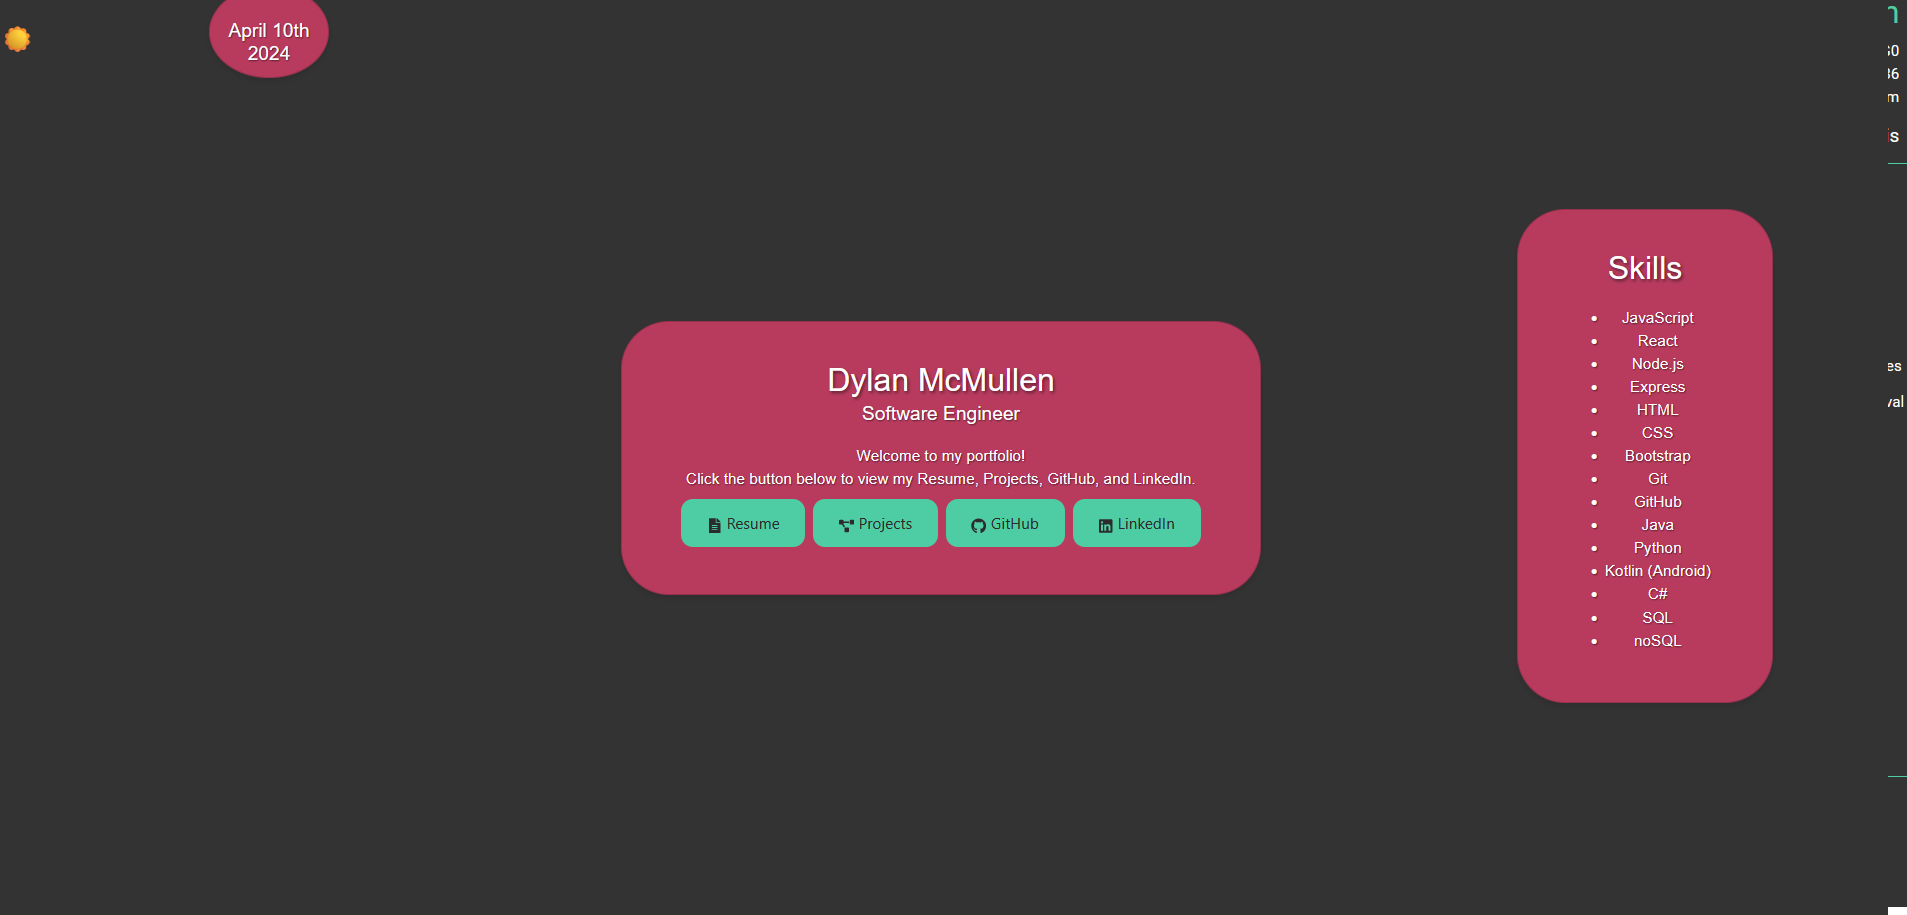 April 10th
2024
Dylan McMullen
Software Engineer
Welcome to my portfolio!
Click the button below to view my Resume, Projects, GitHub, and LinkedIn.
Resume
Projects
GitHub
LinkedIn
Skills
JavaScript
React
Node.js
Express
HTML
CSS
Bootstrap
Git
GitHub
Java
Python
Kotlin (Android)
C#
SQL
noSQL